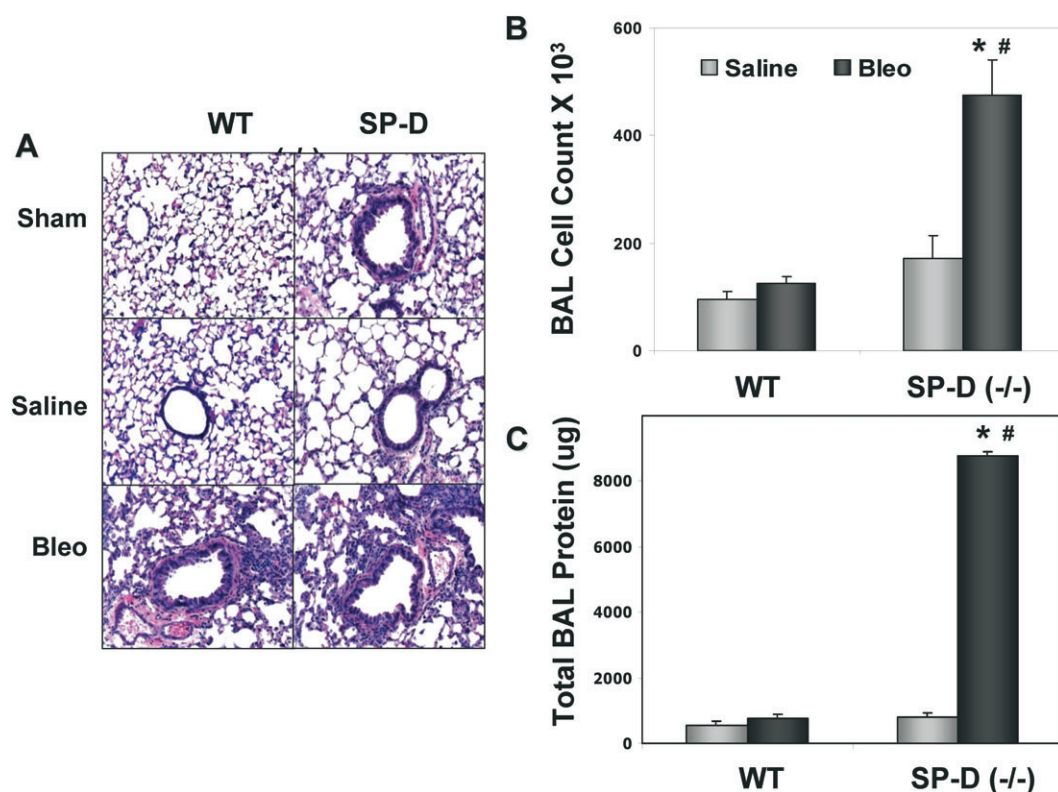 A
WT SP-D
(-/-)
Sham
Saline
Bleo
B
BAL Cell Count X 10³
600
400
200
0
Saline Bleo
* #
WT SP-D (-/-)
C
Total BAL Protein (ug)
8000
6000
4000
2000
0
* #
WT SP-D (-/-)